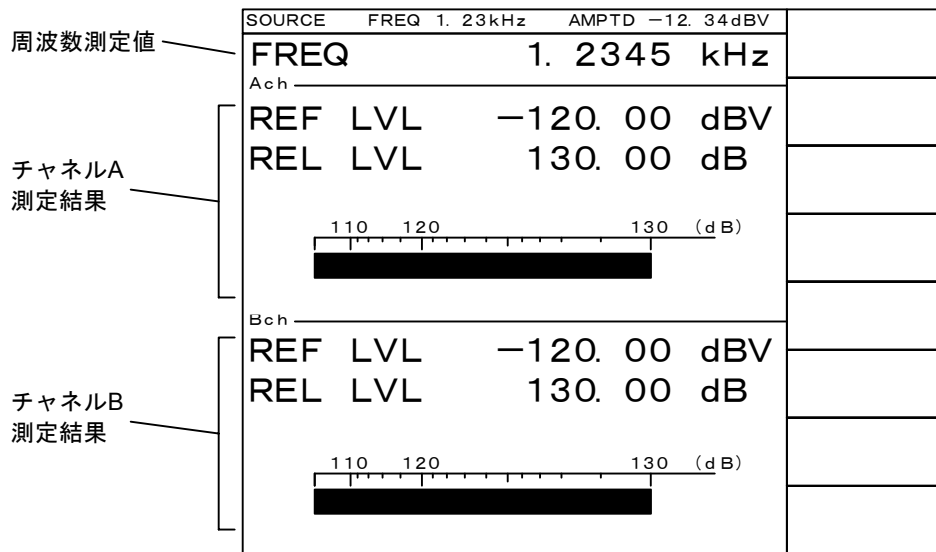 SOURCE FREQ 1. 23kHz AMPTD −12. 34dBV
周波数測定値
FREQ 1. 2345 kHz
Ach
REF LVL −120. 00 dBV
REL LVL 130. 00 dB
チャネルA
測定結果
110 120 130 (dB)
Bch
REF LVL −120. 00 dBV
REL LVL 130. 00 dB
チャネルB
測定結果
110 120 130 (dB)